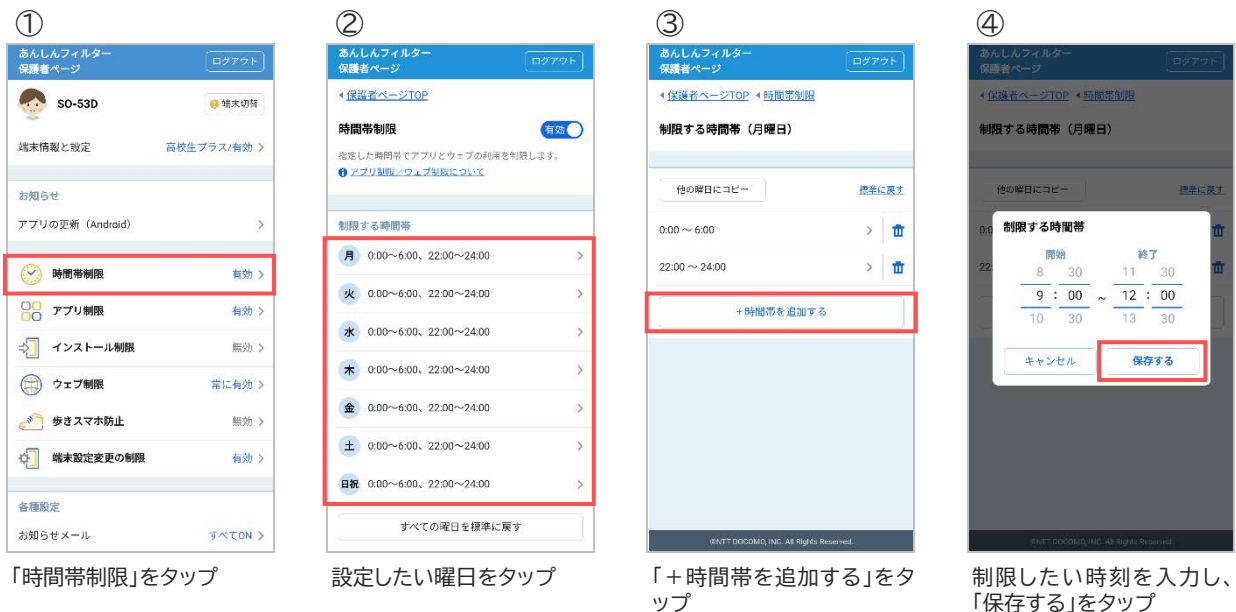 ①
あんしんフィルター
保護者ページ
ログアウト
SO-53D
端末切替
端末情報と設定
高校生プラス/有効
お知らせ
アプリの更新（Android）
時間帯制限
有効
アプリ制限
有効
インストール制限
無効
ウェブ制限
常に有効
歩きスマホ防止
無効
端末設定変更の制限
有効
各種設定
お知らせメール
すべてON
「時間帯制限」をタップ
②
あんしんフィルター
保護者ページ
ログアウト
保護者ページTOP
時間帯制限
有効
指定した時間帯でアプリとウェブの利用を制限します。
アプリ制限／ウェブ制限について
制限する時間帯
月 0:00～6:00、22:00～24:00
火 0:00～6:00、22:00～24:00
水 0:00～6:00、22:00～24:00
木 0:00～6:00、22:00～24:00
金 0:00～6:00、22:00～24:00
土 0:00～6:00、22:00～24:00
日祝 0:00～6:00、22:00～24:00
すべての曜日を標準に戻す
設定したい曜日をタップ
③
あんしんフィルター
保護者ページ
ログアウト
保護者ページTOP 時間帯制限
制限する時間帯（月曜日）
他の曜日にコピー
標準に戻す
0:00 ～ 6:00
22:00 ～ 24:00
+ 時間帯を追加する
©NTT DOCOMO, INC. All Rights Reserved.
「＋時間帯を追加する」をタ
ップ
④
あんしんフィルター
保護者ページ
ログアウト
保護者ページTOP 時間帯制限
制限する時間帯（月曜日）
他の曜日にコピー
標準に戻す
0:0
22:
制限する時間帯
開始 終了
8 30 11 30
9 : 00 ～ 12 : 00
10 30 13 30
キャンセル
保存する
©NTT DOCOMO, INC. All Rights Reserved.
制限したい時刻を入力し、
「保存する」をタップ